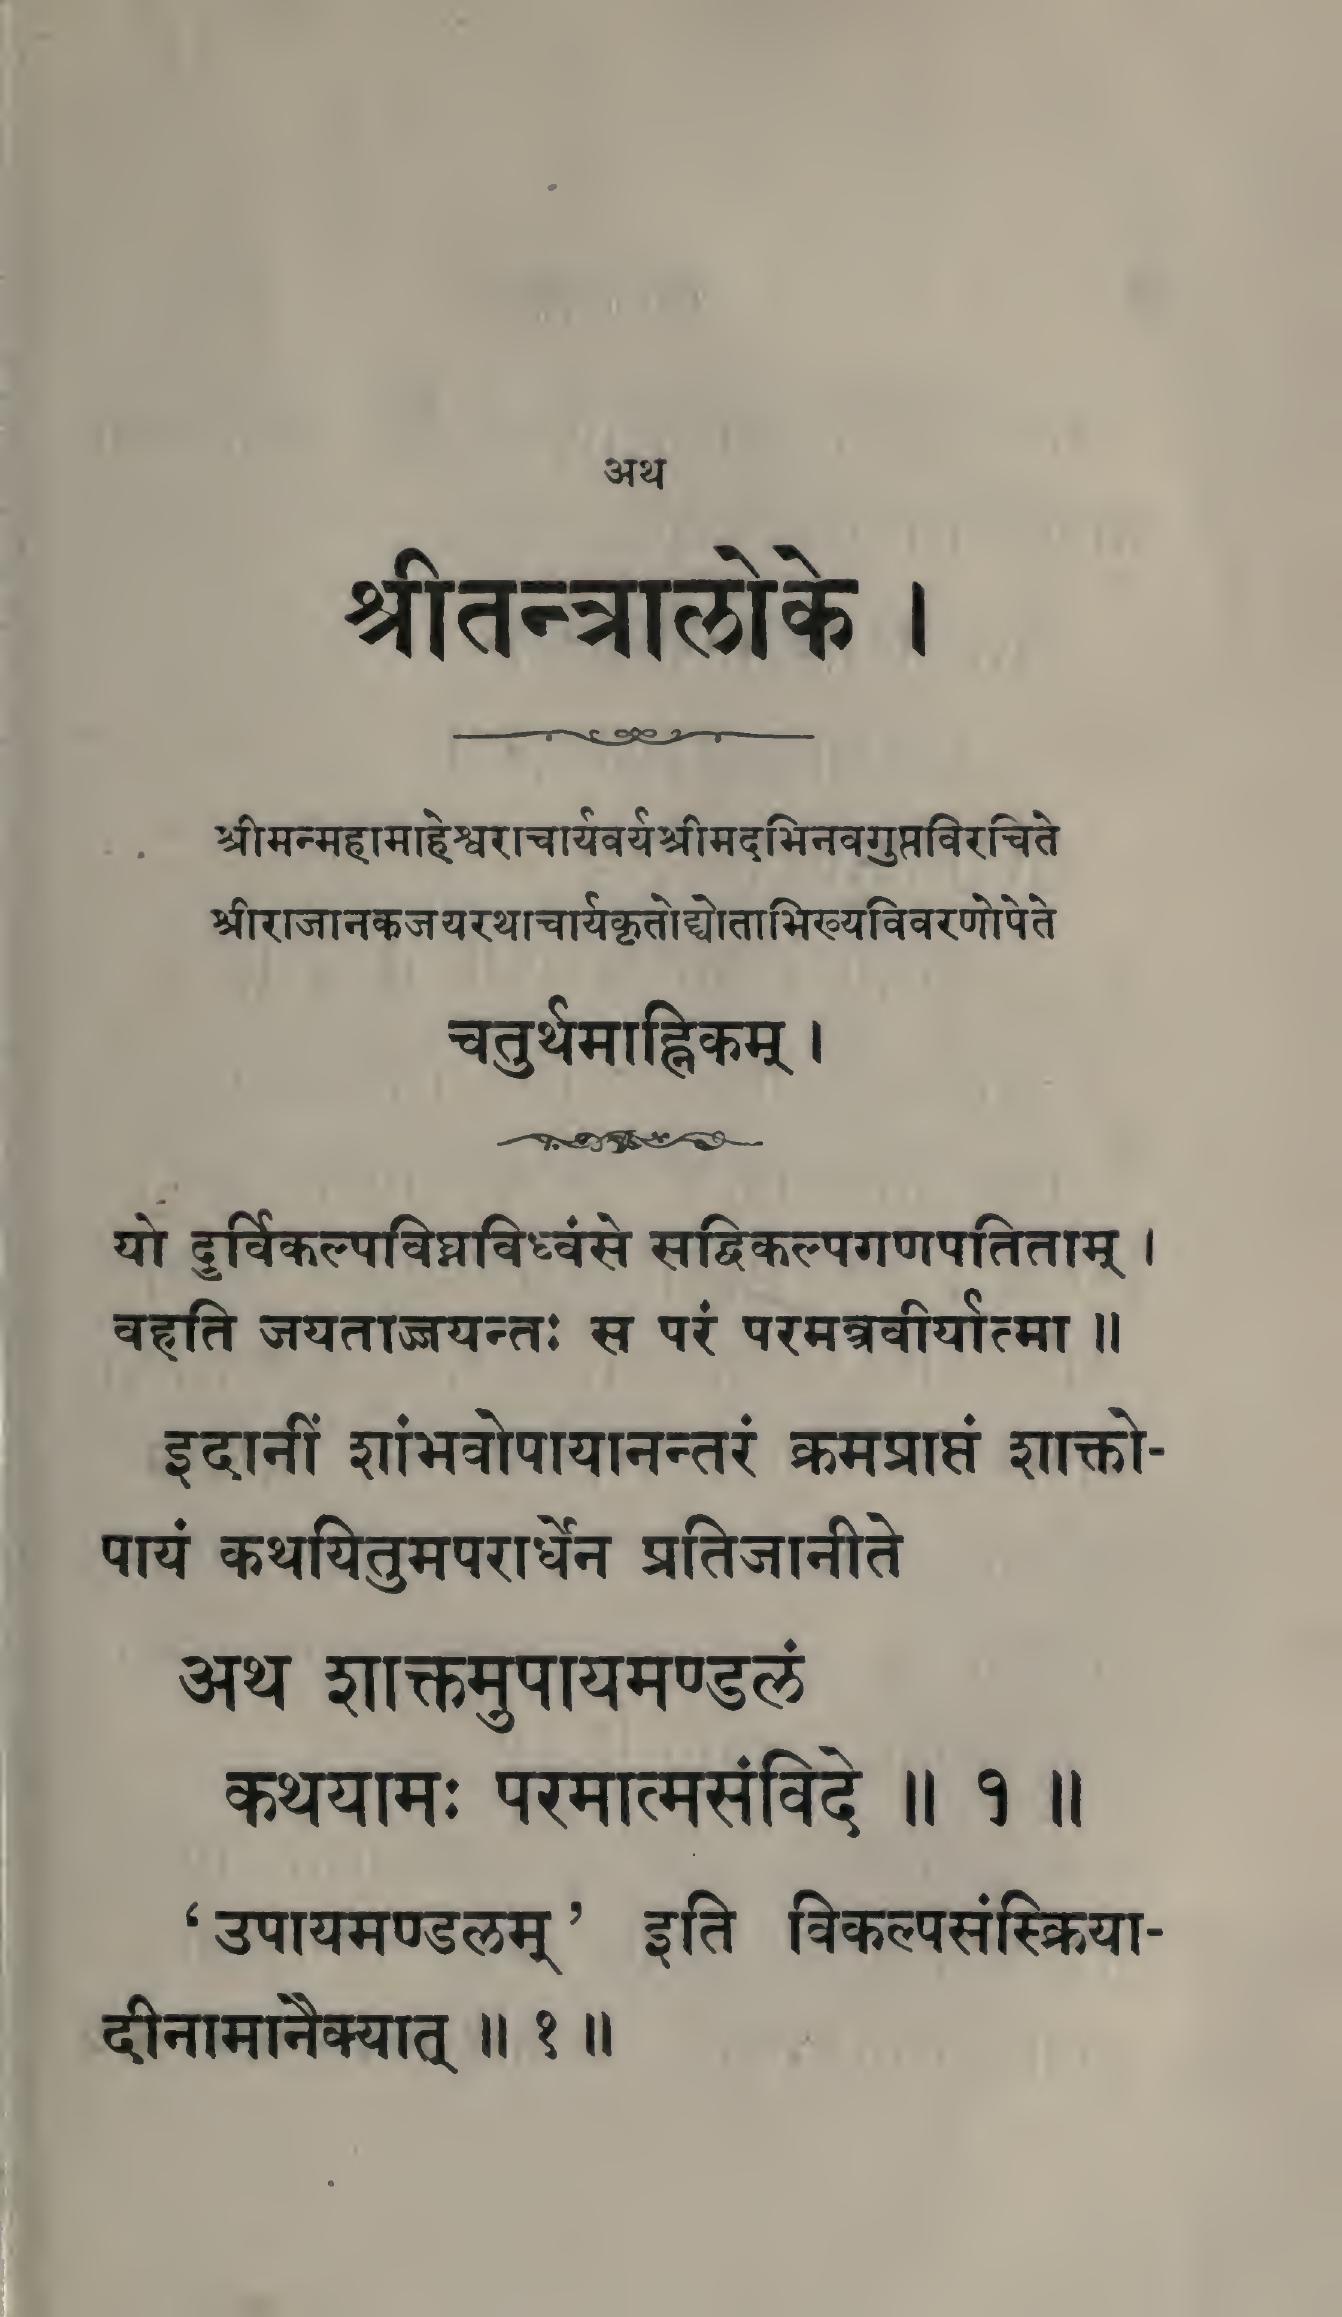 अथ
श्रीतन्त्रालोके ।
श्रीमन्महामाहेश्वराचार्यवर्यश्रीमदभिनवगुप्तविरचिते
श्रीराजानकजयरथाचार्यकृतोद्द्योताभिख्यविवरणोपेते
चतुर्थमाह्निकम् ।
यो दुर्विकल्पविघ्नविध्वंसे सद्विकल्पगणपतिताम् ।
वहति जयताज्जयन्तः स परं परमन्त्रवीर्यात्मा ॥
इदानीं शांभवोपायानन्तरं क्रमप्राप्तं शाक्तो-
पायं कथयितुमपरार्धेन प्रतिजानीते
अथ शाक्तमुपायमण्डलं
कथयामः परमात्मसंविदे ॥ १ ॥
‘उपायमण्डलम्’ इति विकल्पसंस्क्रिया-
दीनामानैक्यात् ॥ १ ॥